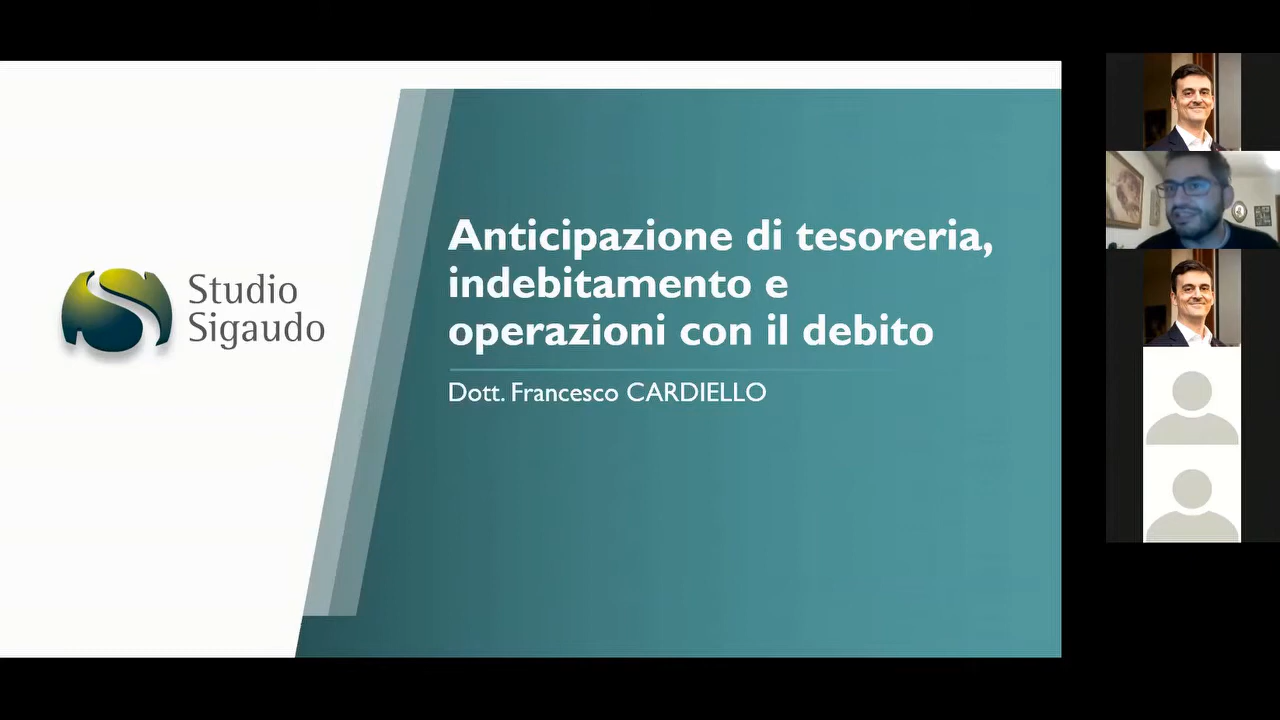 Studio
Sigaudo
Anticipazione di tesoreria,
indebitamento e
operazioni con il debito
Dott. Francesco CARDIELLO